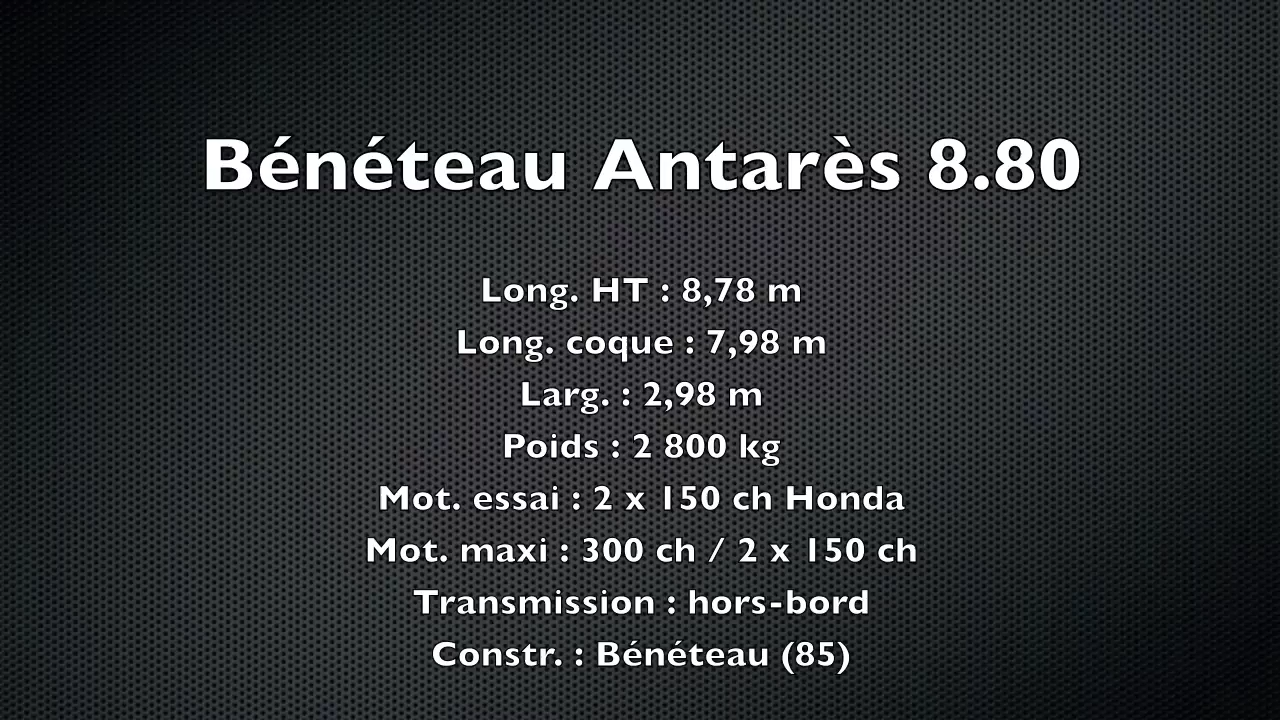 Bénéteau Antarès 8.80
Long. HT : 8,78 m
Long. coque : 7,98 m
Larg. : 2,98 m
Poids : 2 800 kg
Mot. essai : 2 x 150 ch Honda
Mot. maxi : 300 ch / 2 x 150 ch
Transmission : hors-bord
Constr. : Bénéteau (85)